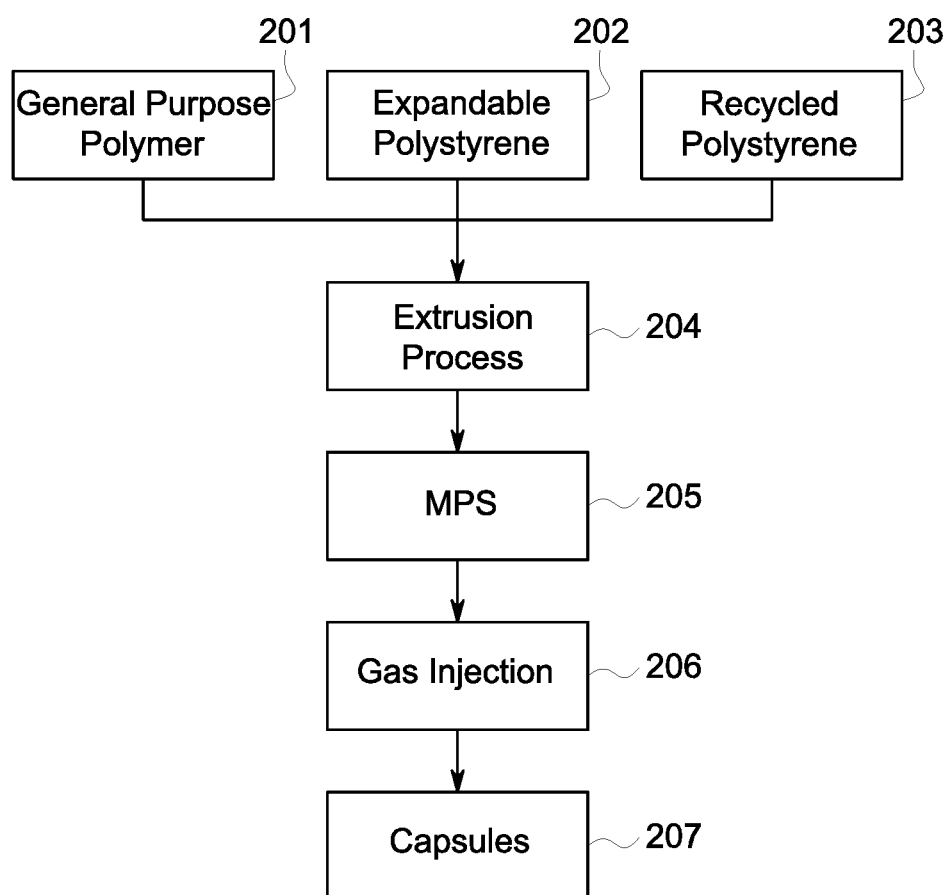 201
202
203
General Purpose
Polymer
Expandable
Polystyrene
Recycled
Polystyrene
Extrusion
Process
204
MPS
205
Gas Injection
206
Capsules
207